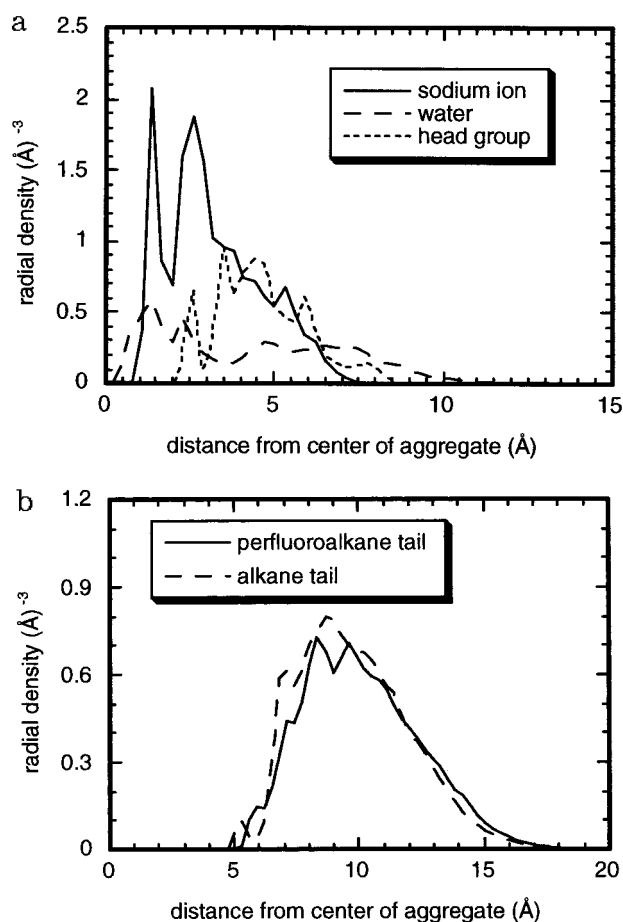 a
2.5
2
1.5
1
0.5
0
radial density (Å)⁻³
sodium ion
water
head group
0 5 10 15
distance from center of aggregate (Å)
b
1.2
0.9
0.6
0.3
0
radial density (Å)⁻³
perfluoroalkane tail
alkane tail
0 5 10 15 20
distance from center of aggregate (Å)